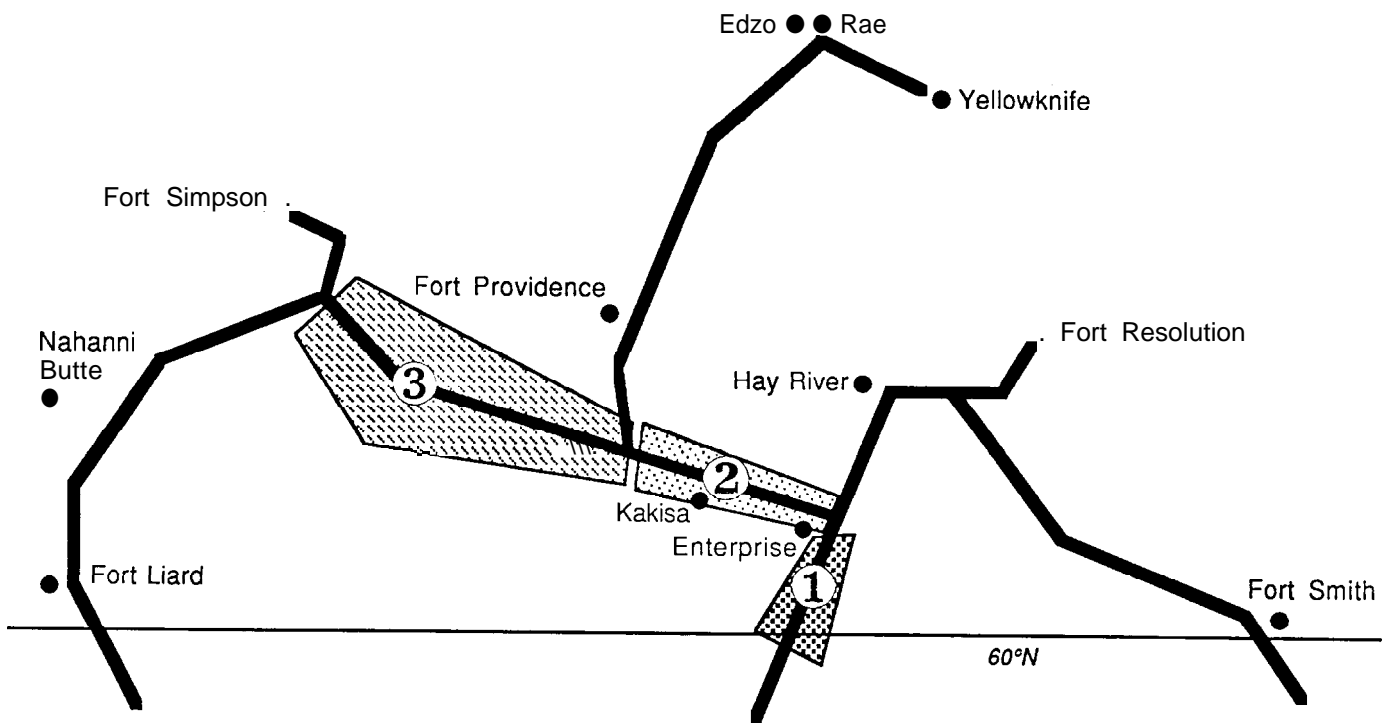 Edzo Rae
Yellowknife
Fort Simpson
Fort Providence
Nahanni
Butte
Fort Resolution
Hay River
3
2
Kakisa
Enterprise
1
Fort Liard
Fort Smith
60°N